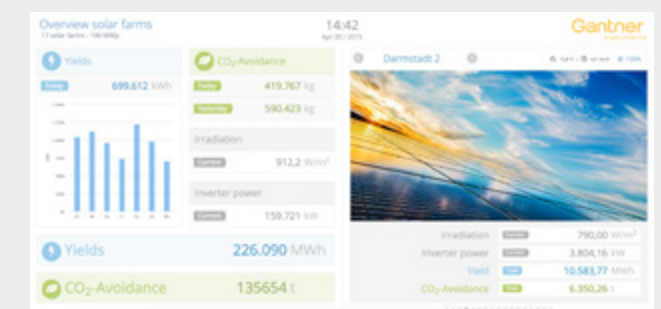 Overview solar farms
17 solar farms - 196 MWp
14:42
Apr 20 / 2015
Gantner
Yields
Today 699.612 kWh
CO2-Avoidance
Today 419.767 kg
Yesterday 590.423 kg
Irradiation
Current 912,2 W/m²
Inverter power
Current 159.721 kW
Yields 226.090 MWh
CO2-Avoidance 135654 t
Darmstadt 2
100%
Irradiation Current 790,00 W/m²
Inverter power Current 3.804,16 kW
Yield Total 10.583,77 MWh
CO2-Avoidance Total 6.350,26 t